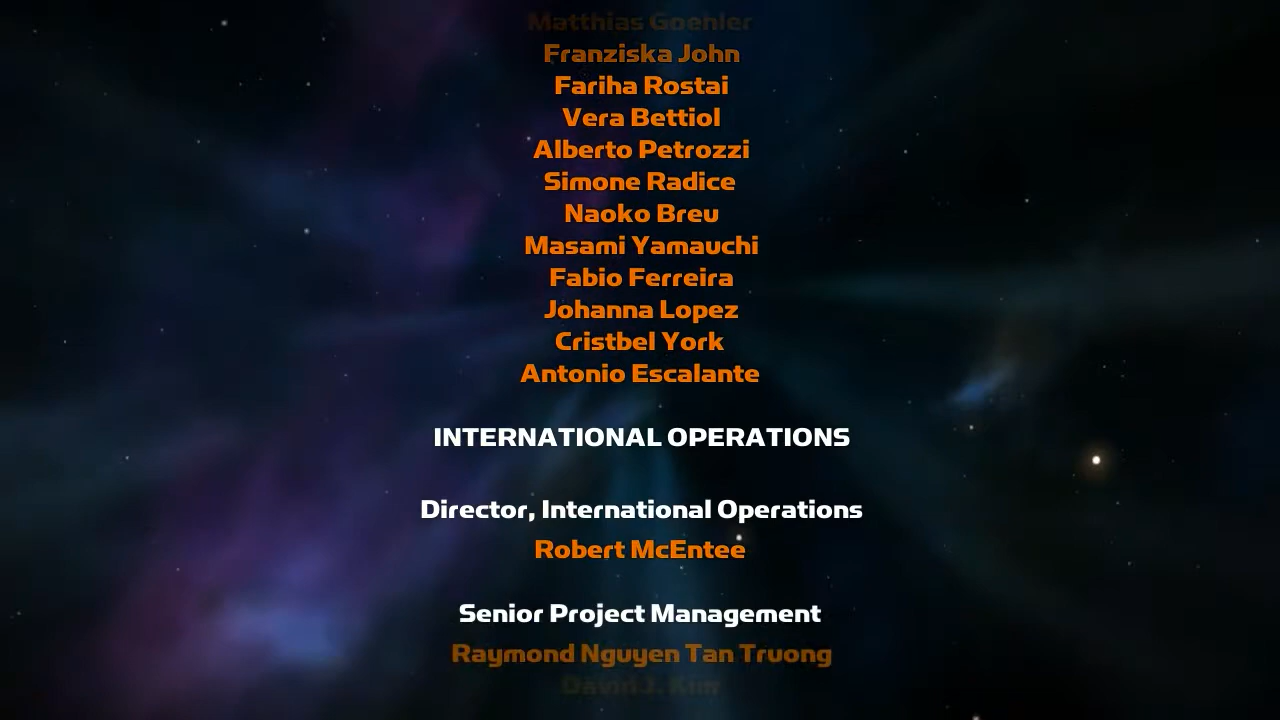 Matthias Goehler
Franziska John
Fariha Rostai
Vera Bettiol
Alberto Petrozzi
Simone Radice
Naoko Breu
Masami Yamauchi
Fabio Ferreira
Johanna Lopez
Cristbel York
Antonio Escalante
INTERNATIONAL OPERATIONS
Director, International Operations
Robert McEntee
Senior Project Management
Raymond Nguyen Tan Truong
David J.